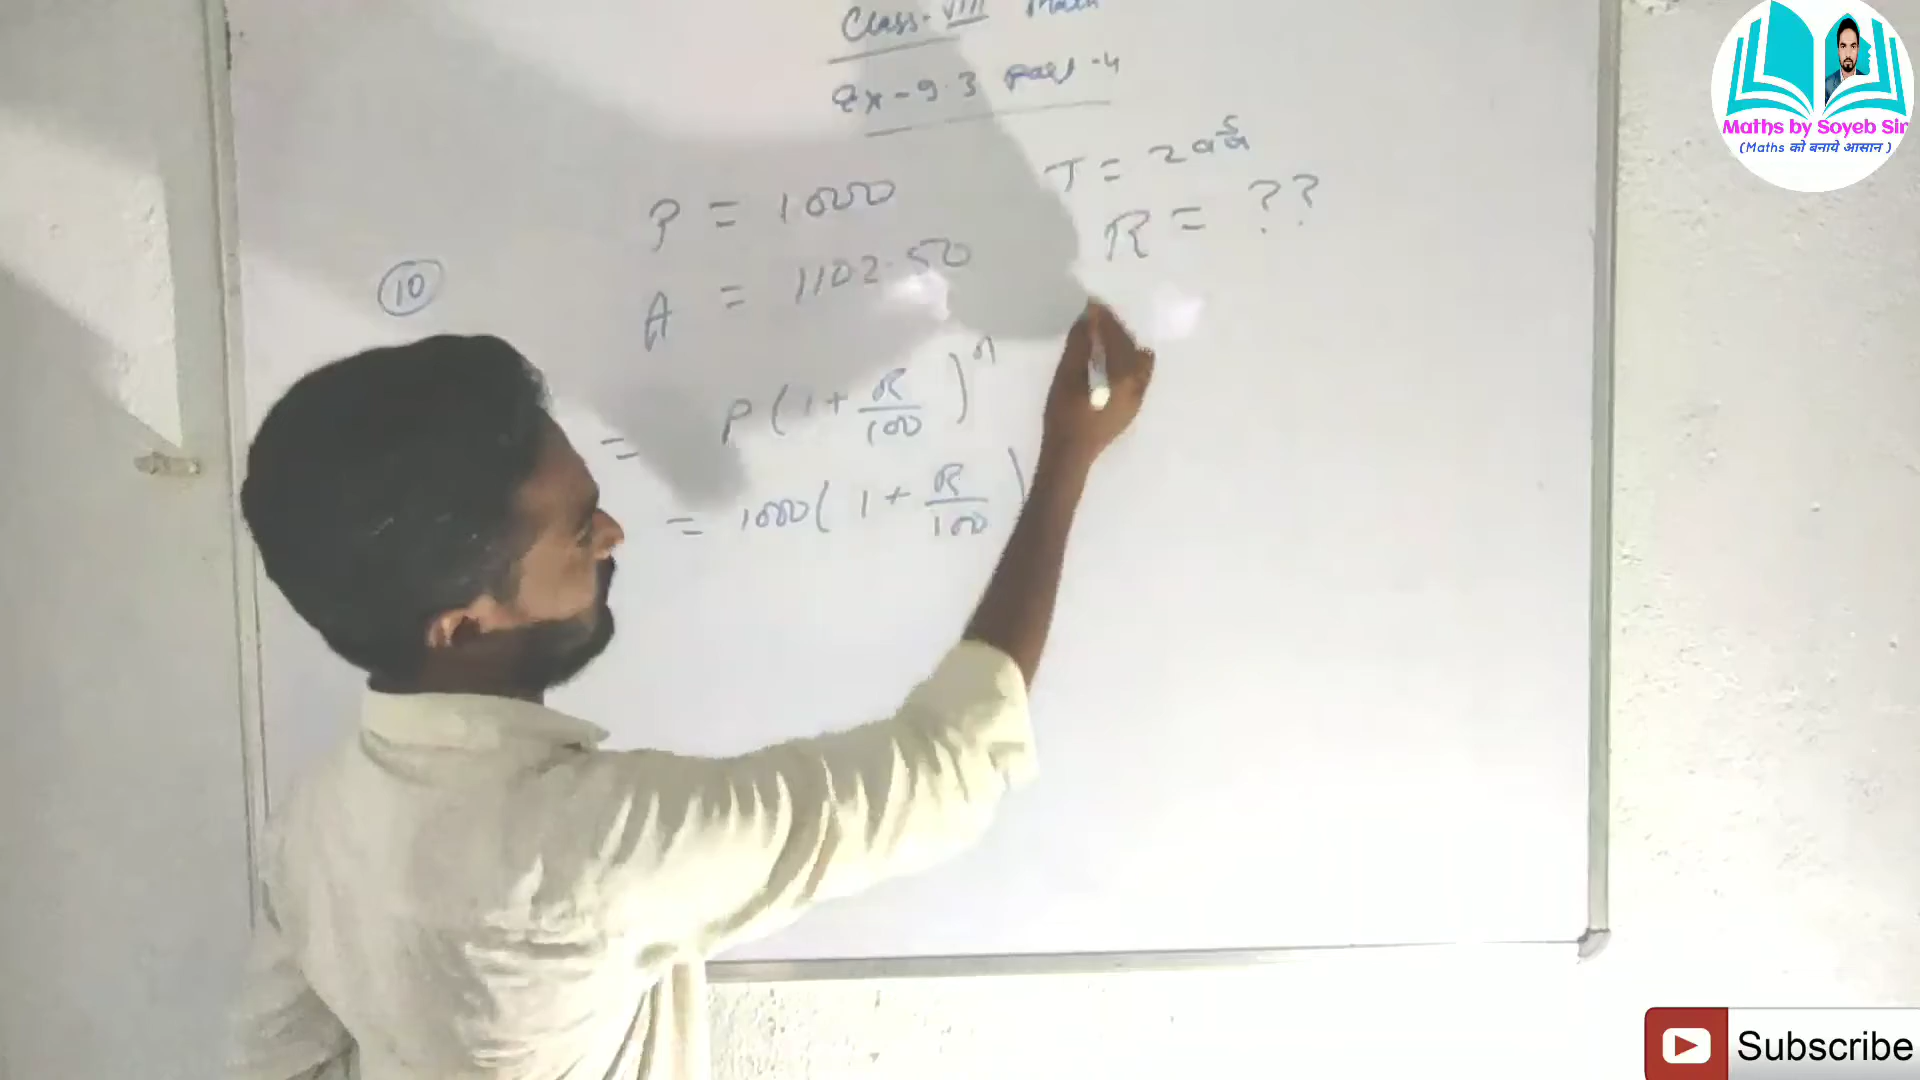 Class-VIII Math
Ex-9.3 Part-4
T = 2 वर्ष
P = 1000
R = ??
(10)
A = 1102.50
= P(1+R/100)^n
= 1000(1+R/100)
Maths by Soyeb Sir
(Maths को बनाये आसान )
Subscribe